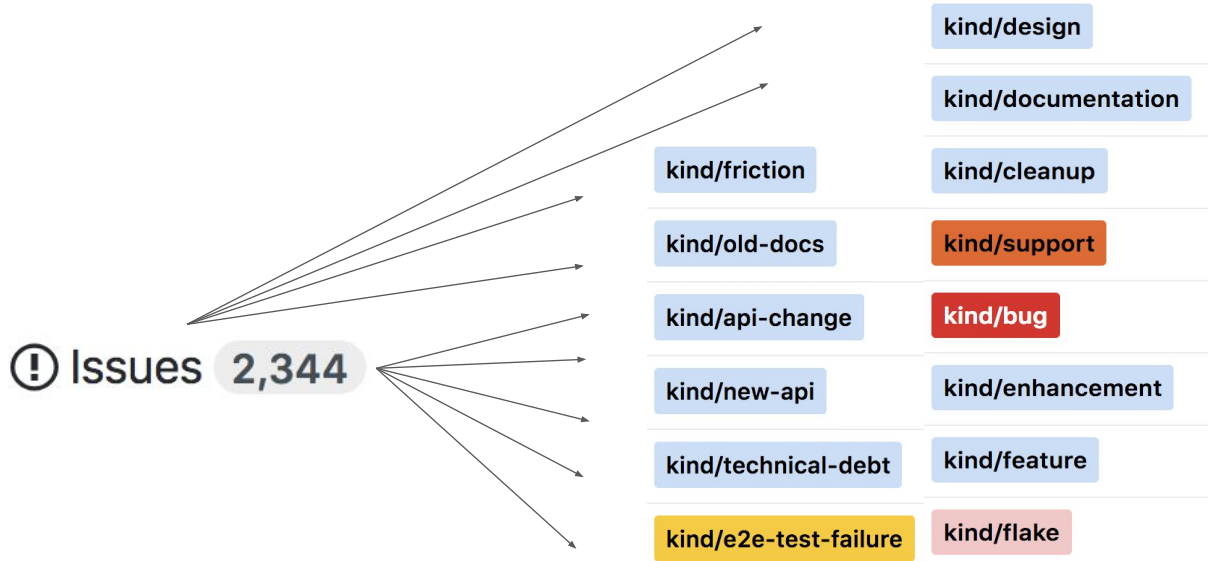 Issues 2,344
kind/friction
kind/old-docs
kind/api-change
kind/new-api
kind/technical-debt
kind/e2e-test-failure
kind/design
kind/documentation
kind/cleanup
kind/support
kind/bug
kind/enhancement
kind/feature
kind/flake